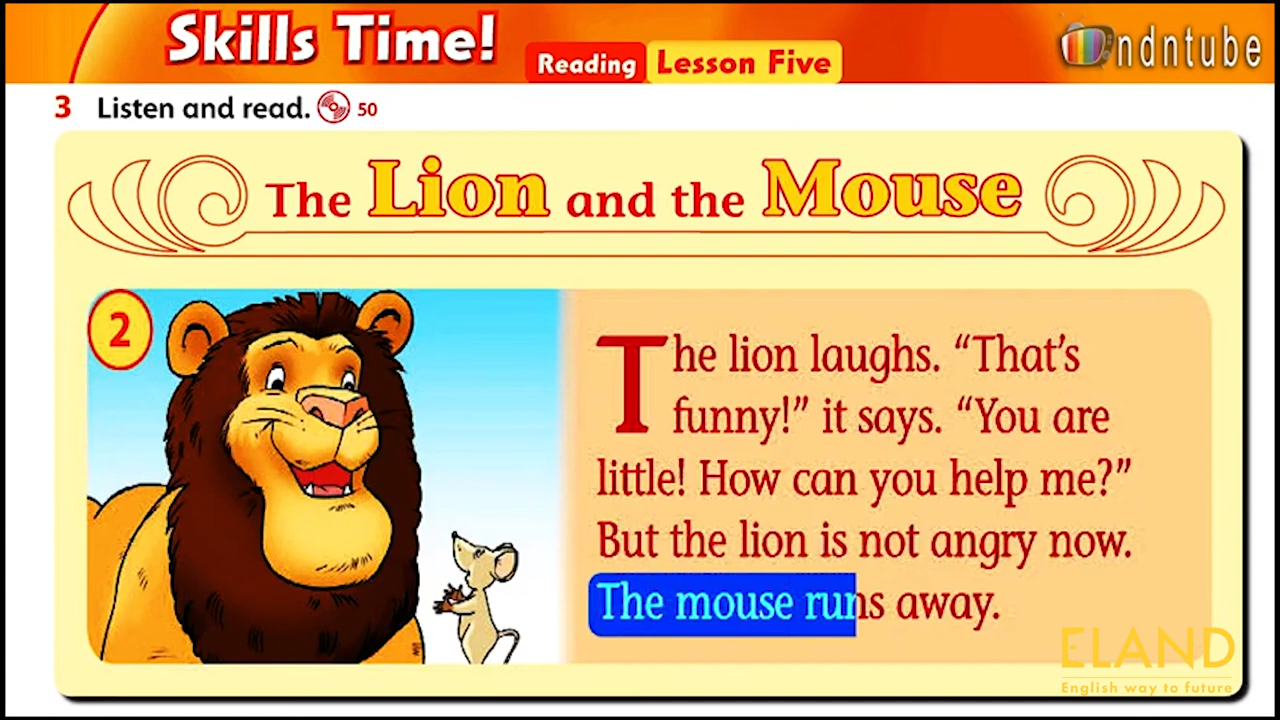 Skills Time!
Reading Lesson Five
ndntube
3 Listen and read. 50
The Lion and the Mouse
2
The lion laughs. “That’s
funny!” it says. “You are
little! How can you help me?”
But the lion is not angry now.
The mouse runs away.
ELAND
English way to future